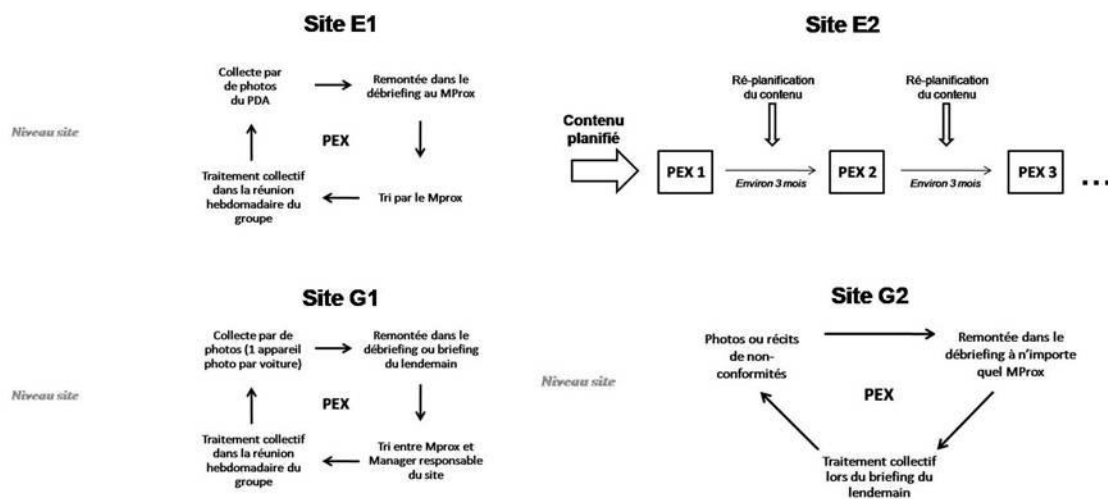 Site E1
Collecte par
de photos
du PDA
Remontée dans le
débriefing au MProx
Niveau site
PEX
Traitement collectif
dans la réunion
hebdomadaire du
groupe
Tri par le Mprox
Site E2
Ré-planification
du contenu
Ré-planification
du contenu
Contenu
planifié
PEX 1
Environ 3 mois
PEX 2
Environ 3 mois
PEX 3
...
Site G1
Collecte par de
photos (1 appareil
photo par voiture)
Remontée dans le
débriefing ou briefing
du lendemain
Niveau site
PEX
Traitement collectif
dans la réunion
hebdomadaire du
groupe
Tri entre Mprox et
Manager responsable
du site
Site G2
Photos ou récits
de non-
conformités
Remontée dans le
débriefing à n'importe
quel MProx
Niveau site
PEX
Traitement collectif
lors du briefing du
lendemain